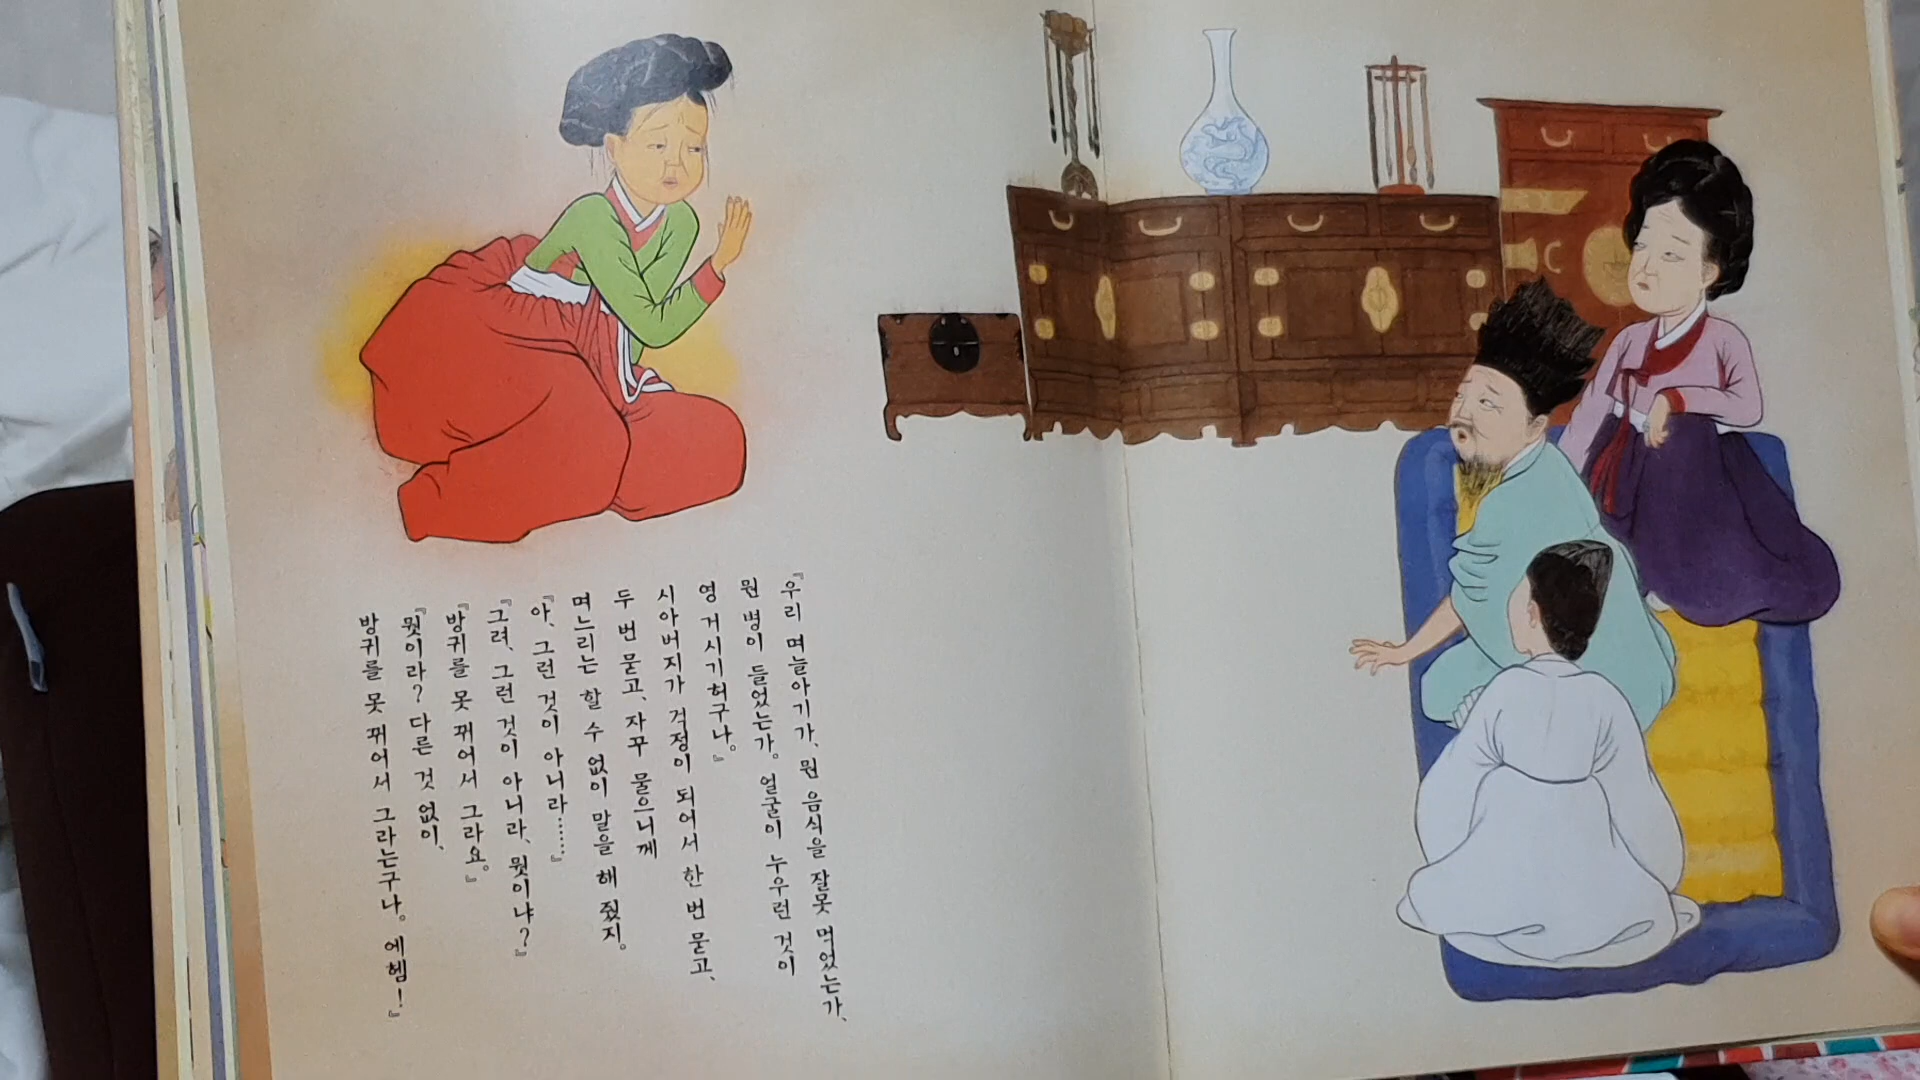 『우리 며늘아기가, 뭔 음식을 잘못 먹었는가,
뭔 병이 들었는가. 얼굴이 누우런 것이
영 거시기허구나.』
시아버지가 걱정이 되어서 한 번 묻고,
두 번 묻고, 자꾸 물으니께
며느리는 할 수 없이 말을 해 줬지.
『아, 그런 것이 아니라……』
『그려, 그런 것이 아니라, 뭣이냐?』
『방귀를 못 뀌어서 그라요.』
『뭣이라? 다른 것 없이,
방귀를 못 뀌어서 그라는구나. 에헴!』